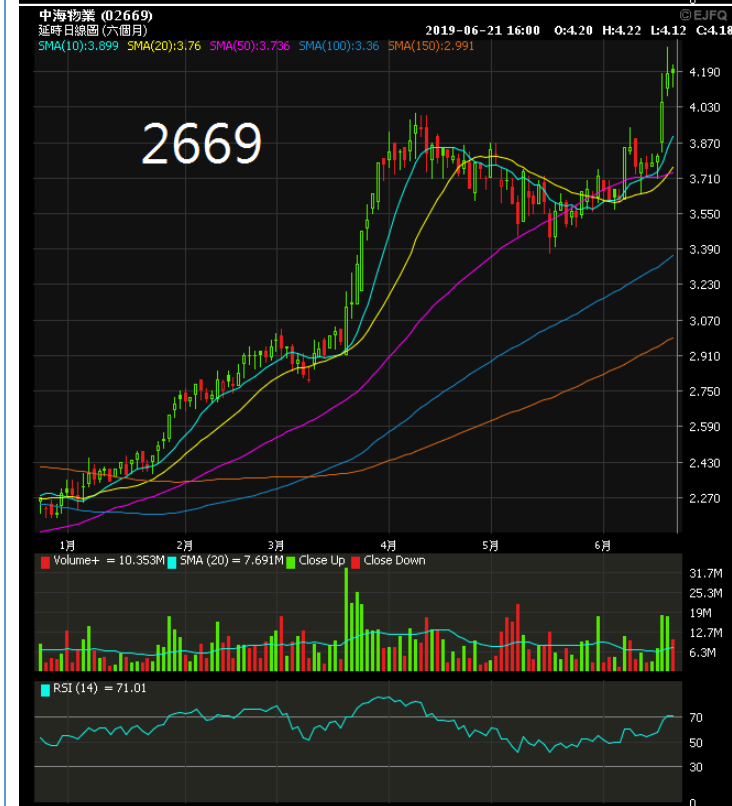 0
中海物業 (02669)
©EJFQ
延時日線圖 (六個月)
2019-06-21 16:00 O:4.20 H:4.22 L:4.12 C:4.18
SMA(10):3.899 SMA(20):3.76 SMA(50):3.736 SMA(100):3.36 SMA(150):2.991
2669
4.190
4.030
3.870
3.710
3.550
3.390
3.230
3.070
2.910
2.750
2.590
2.430
2.270
1月 2月 3月 4月 5月 6月
Volume+ = 10.353M SMA (20) = 7.691M Close Up Close Down
31.7M
25.3M
19M
12.7M
6.3M
RSI (14) = 71.01
70
50
30
0